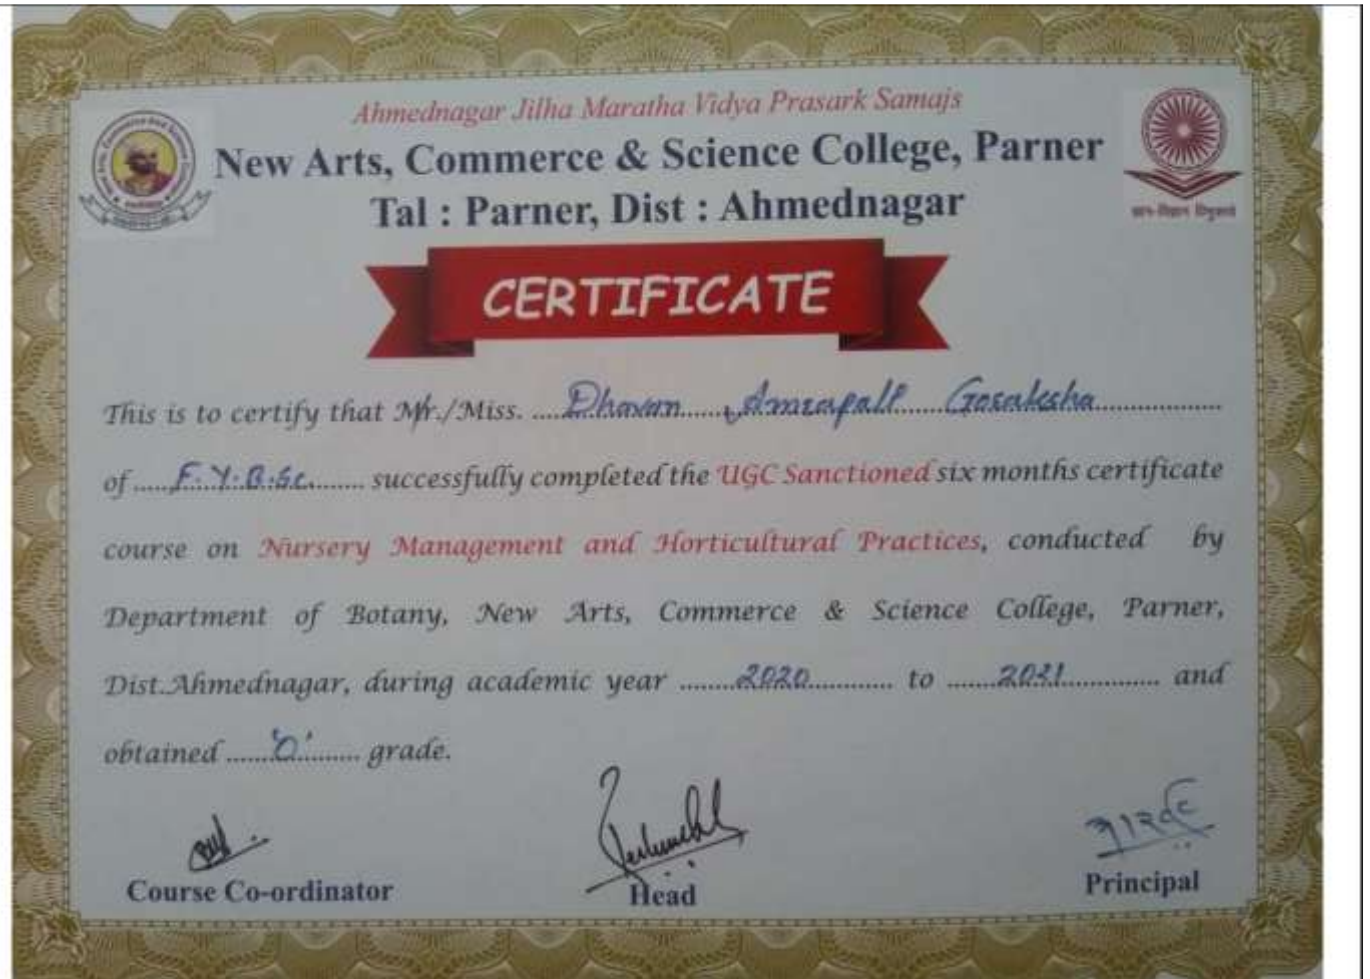 Ahmednagar Jilha Maratha Vidya Prasark Samajs
New Arts, Commerce & Science College, Parner
Tal : Parner, Dist : Ahmednagar
ज्ञान-विज्ञान विमुक्तये
CERTIFICATE
This is to certify that Mr./Miss. Dhavan Amrapali Goraksha
of F.Y.B.Sc. successfully completed the UGC Sanctioned six months certificate
course on Nursery Management and Horticultural Practices, conducted by
Department of Botany, New Arts, Commerce & Science College, Parner,
Dist.Ahmednagar, during academic year 2020 to 2021 and
obtained 'O' grade.
Course Co-ordinator
Head
Principal